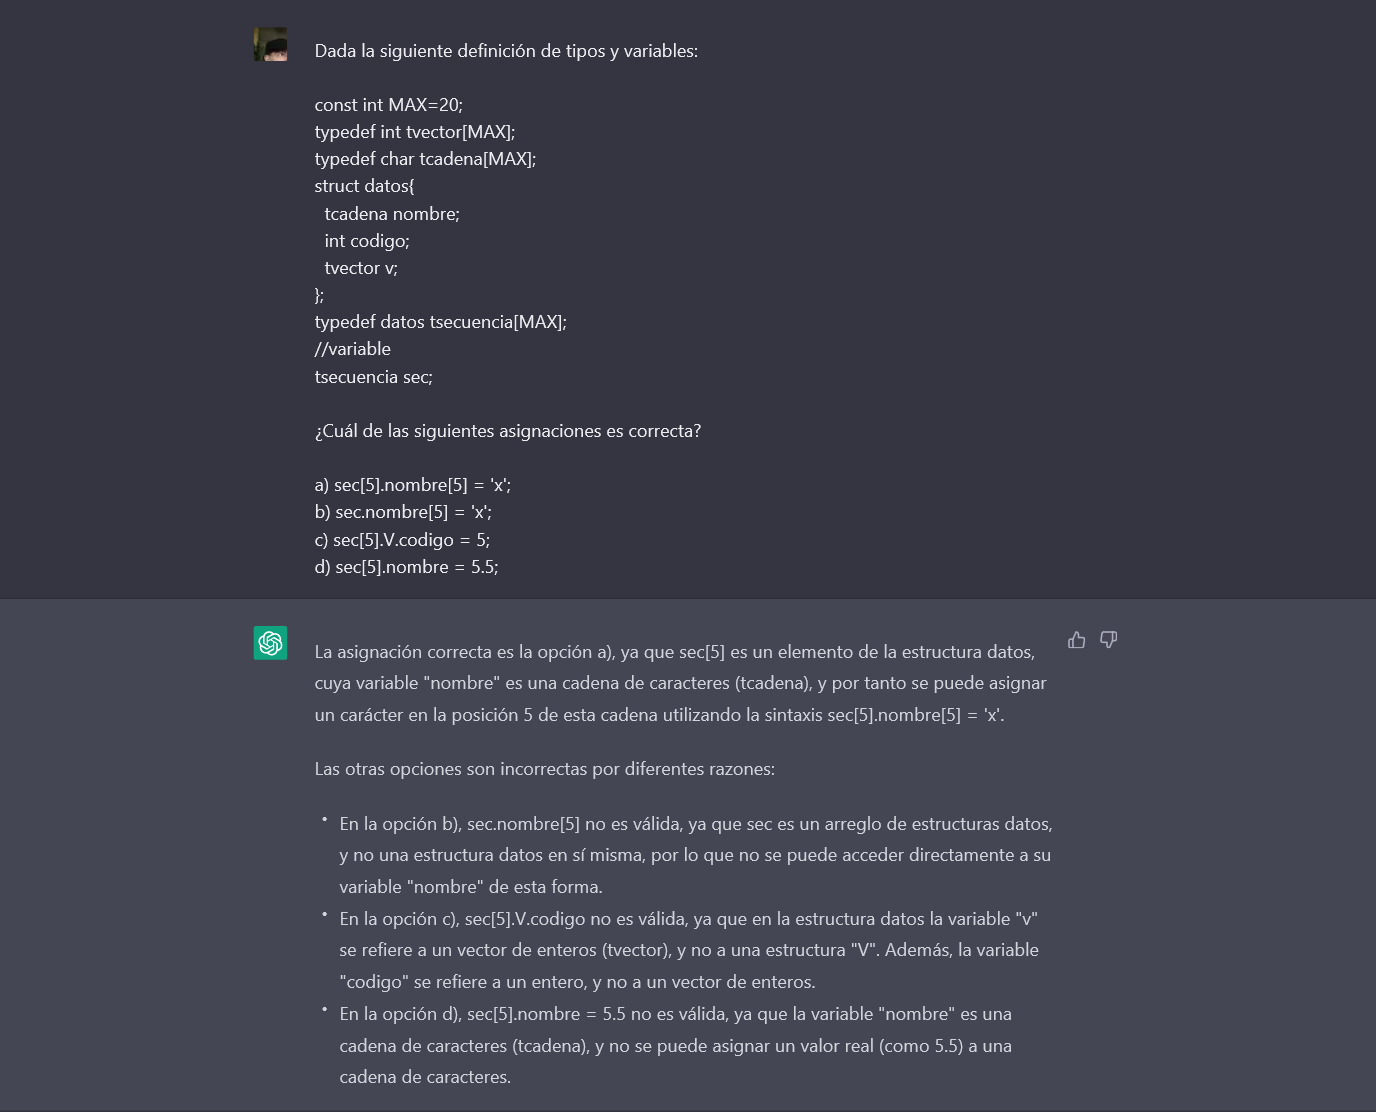 Dada la siguiente definición de tipos y variables:
const int MAX=20;
typedef int tvector[MAX];
typedef char tcadena[MAX];
struct datos{
tcadena nombre;
int codigo;
tvector v;
};
typedef datos tsecuencia[MAX];
//variable
tsecuencia sec;
¿Cuál de las siguientes asignaciones es correcta?
a) sec[5].nombre[5] = 'x';
b) sec.nombre[5] = 'x';
c) sec[5].V.codigo = 5;
d) sec[5].nombre = 5.5;
La asignación correcta es la opción a), ya que sec[5] es un elemento de la estructura datos,
cuya variable "nombre" es una cadena de caracteres (tcadena), y por tanto se puede asignar
un carácter en la posición 5 de esta cadena utilizando la sintaxis sec[5].nombre[5] = 'x'.
Las otras opciones son incorrectas por diferentes razones:
• En la opción b), sec.nombre[5] no es válida, ya que sec es un arreglo de estructuras datos,
y no una estructura datos en sí misma, por lo que no se puede acceder directamente a su
variable "nombre" de esta forma.
• En la opción c), sec[5].V.codigo no es válida, ya que en la estructura datos la variable "v"
se refiere a un vector de enteros (tvector), y no a una estructura "V". Además, la variable
"codigo" se refiere a un entero, y no a un vector de enteros.
• En la opción d), sec[5].nombre = 5.5 no es válida, ya que la variable "nombre" es una
cadena de caracteres (tcadena), y no se puede asignar un valor real (como 5.5) a una
cadena de caracteres.